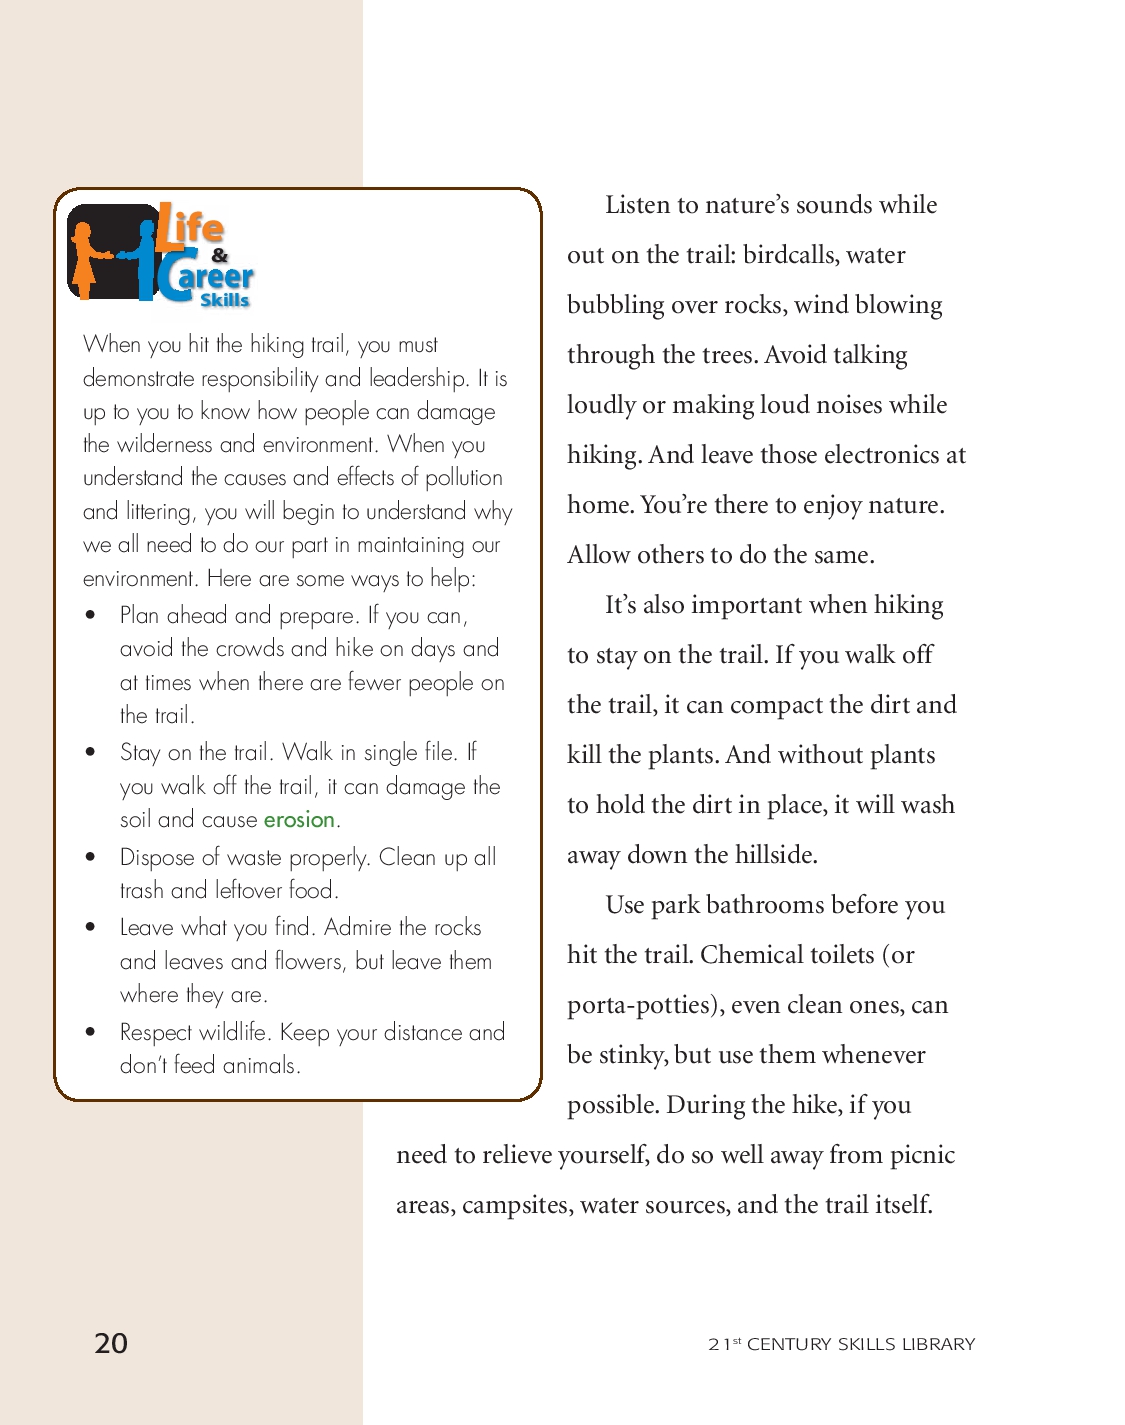 Life
&
Career
Skills
When you hit the hiking trail, you must
demonstrate responsibility and leadership. It is
up to you to know how people can damage
the wilderness and environment. When you
understand the causes and effects of pollution
and littering, you will begin to understand why
we all need to do our part in maintaining our
environment. Here are some ways to help:
• Plan ahead and prepare. If you can,
avoid the crowds and hike on days and
at times when there are fewer people on
the trail.
• Stay on the trail. Walk in single file. If
you walk off the trail, it can damage the
soil and cause erosion.
• Dispose of waste properly. Clean up all
trash and leftover food.
• Leave what you find. Admire the rocks
and leaves and flowers, but leave them
where they are.
• Respect wildlife. Keep your distance and
don’t feed animals.
Listen to nature’s sounds while
out on the trail: birdcalls, water
bubbling over rocks, wind blowing
through the trees. Avoid talking
loudly or making loud noises while
hiking. And leave those electronics at
home. You’re there to enjoy nature.
Allow others to do the same.
It’s also important when hiking
to stay on the trail. If you walk off
the trail, it can compact the dirt and
kill the plants. And without plants
to hold the dirt in place, it will wash
away down the hillside.
Use park bathrooms before you
hit the trail. Chemical toilets (or
porta-potties), even clean ones, can
be stinky, but use them whenever
possible. During the hike, if you
need to relieve yourself, do so well away from picnic
areas, campsites, water sources, and the trail itself.
20
21st CENTURY SKILLS LIBRARY